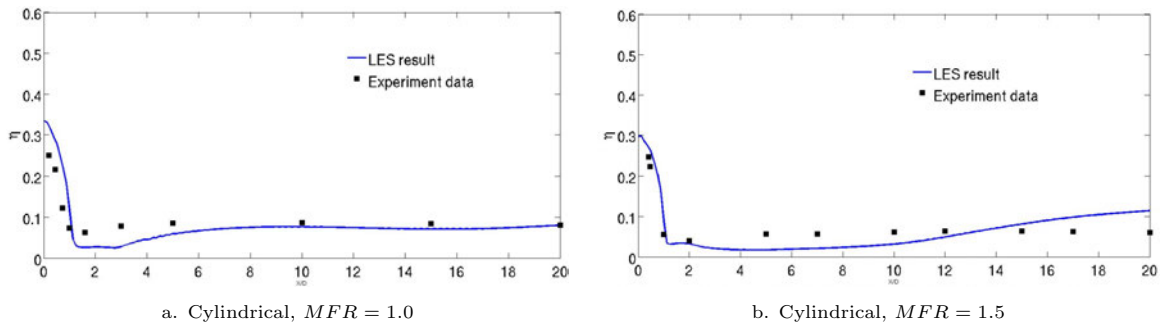 0.6
0.5
0.4
0.3
0.2
0.1
0
η
LES result
Experiment data
0 2 4 6 8 10 12 14 16 18 20
X/D
a. Cylindrical, MFR = 1.0
0.6
0.5
0.4
0.3
0.2
0.1
0
η
LES result
Experiment data
0 2 4 6 8 10 12 14 16 18 20
X/D
b. Cylindrical, MFR = 1.5